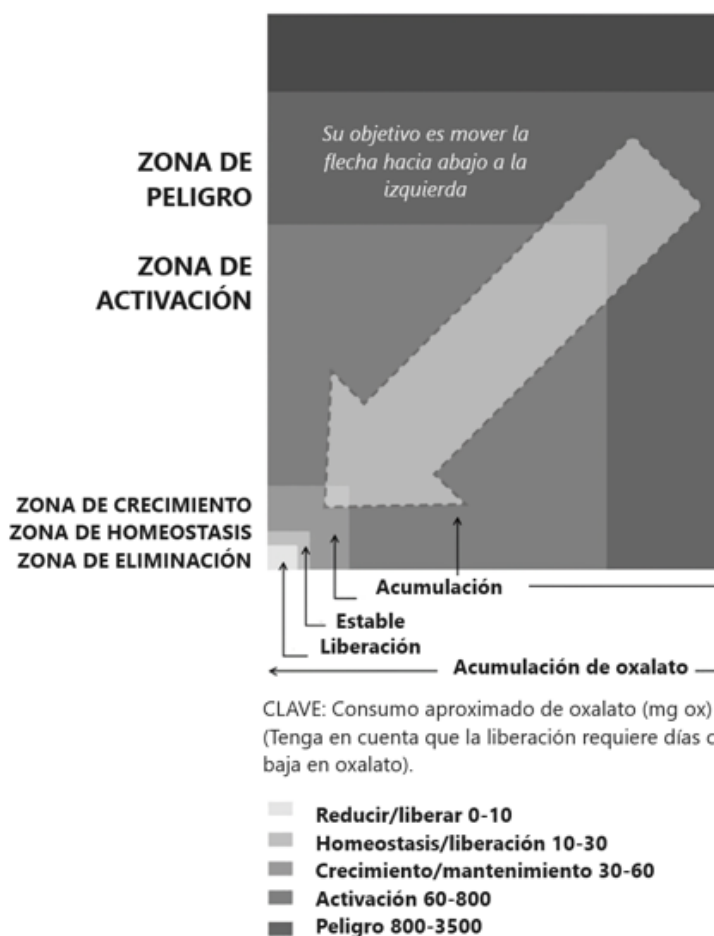 Su objetivo es mover la
flecha hacia abajo a la
izquierda
ZONA DE
PELIGRO
ZONA DE
ACTIVACIÓN
ZONA DE CRECIMIENTO
ZONA DE HOMEOSTASIS
ZONA DE ELIMINACIÓN
Acumulación
Estable
Liberación
Acumulación de oxalato
CLAVE: Consumo aproximado de oxalato (mg ox)
(Tenga en cuenta que la liberación requiere días
baja en oxalato).
Reducir/liberar 0-10
Homeostasis/liberación 10-30
Crecimiento/mantenimiento 30-60
Activación 60-800
Peligro 800-3500